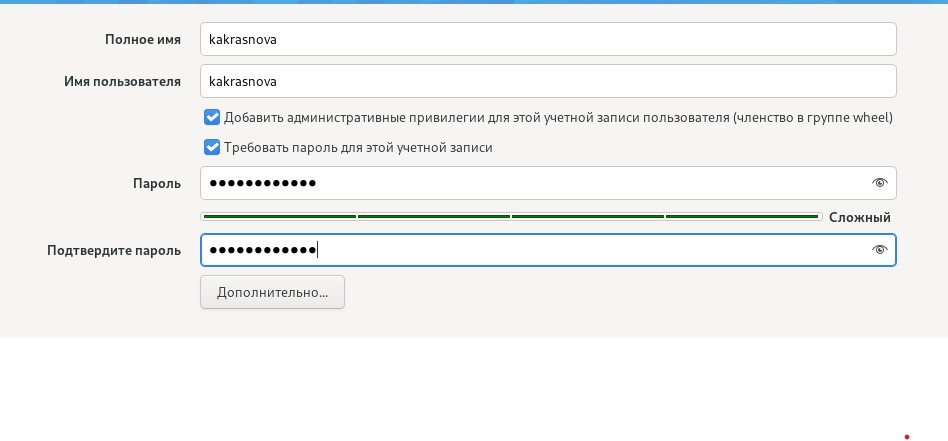 Полное имя kakrasnova
Имя пользователя kakrasnova
Добавить административные привилегии для этой учетной записи пользователя (членство в группе wheel)
Требовать пароль для этой учетной записи
Пароль ●●●●●●●●●●●●
Сложный
Подтвердите пароль ●●●●●●●●●●●●
Дополнительно...